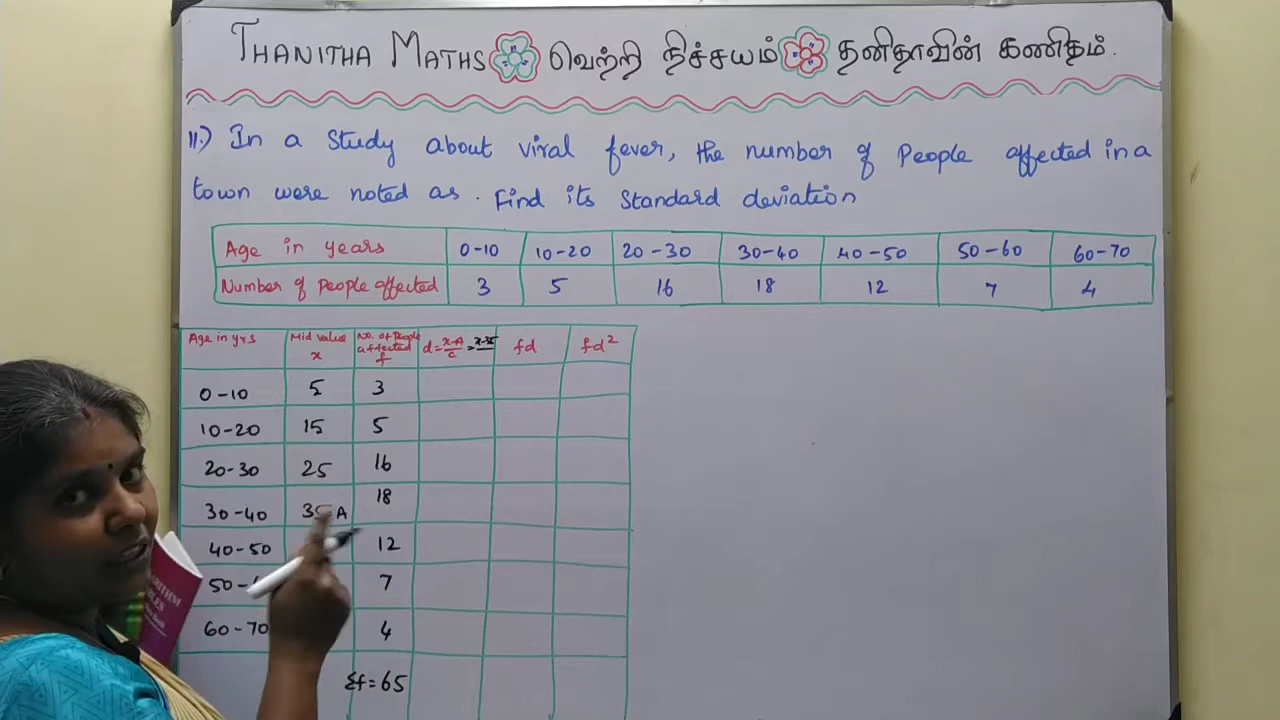 THANITHA MATHS வெற்றி நிச்சயம் தனிதாவின் கணிதம்.
11.) In a study about viral fever, the number of People affected in a
town were noted as. Find its Standard deviation
Age in years 0-10 10-20 20-30 30-40 40-50 50-60 60-70
Number of People affected 3 5 16 18 12 7 4
Age in yrs Mid value x No. of People affected f d = x-A/c = x-35 fd fd²
0-10 5 3
10-20 15 5
20-30 25 16
30-40 35 A 18
40-50 12
50- 7
60-70 4
Σf = 65